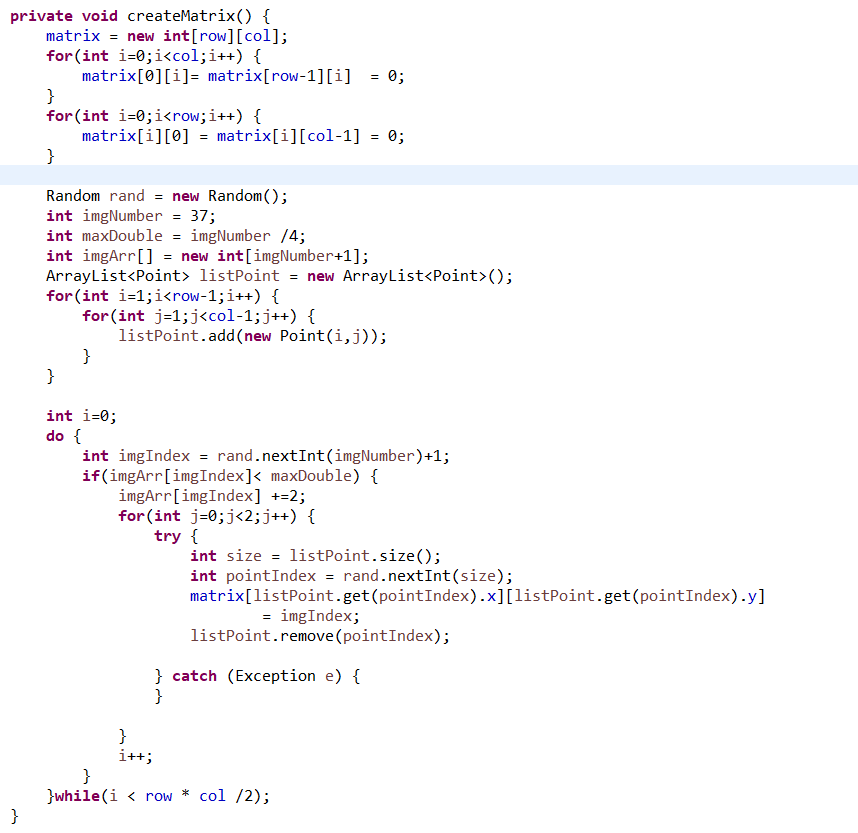 private void createMatrix() {
    matrix = new int[row][col];
    for(int i=0;i<col;i++) {
        matrix[0][i]= matrix[row-1][i]  = 0;
    }
    for(int i=0;i<row;i++) {
        matrix[i][0] = matrix[i][col-1] = 0;
    }
    Random rand = new Random();
    int imgNumber = 37;
    int maxDouble = imgNumber /4;
    int imgArr[] = new int[imgNumber+1];
    ArrayList<Point> listPoint = new ArrayList<Point>();
    for(int i=1;i<row-1;i++) {
        for(int j=1;j<col-1;j++) {
            listPoint.add(new Point(i,j));
        }
    }
    int i=0;
    do {
        int imgIndex = rand.nextInt(imgNumber)+1;
        if(imgArr[imgIndex]< maxDouble) {
            imgArr[imgIndex] +=2;
            for(int j=0;j<2;j++) {
                try {
                    int size = listPoint.size();
                    int pointIndex = rand.nextInt(size);
                    matrix[listPoint.get(pointIndex).x][listPoint.get(pointIndex).y]
                            = imgIndex;
                    listPoint.remove(pointIndex);
                } catch (Exception e) {
                }
            }
            i++;
        }
    }while(i < row * col /2);
}